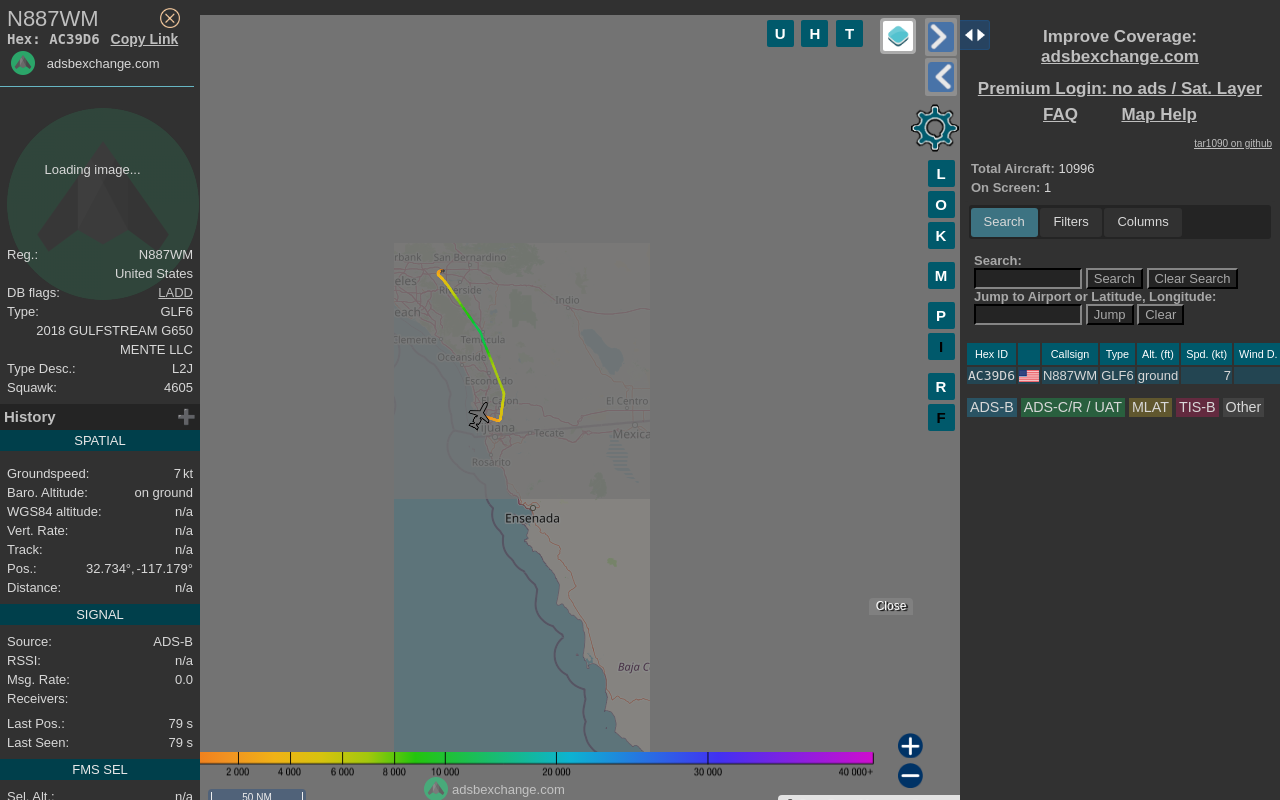 N887WM
Hex: AC39D6 Copy Link
adsbexchange.com
Loading image...
Reg.: N887WM
United States
DB flags: LADD
Type: GLF6
2018 GULFSTREAM G650
MENTE LLC
Type Desc.: L2J
Squawk: 4605
History
SPATIAL
Groundspeed: 7 kt
Baro. Altitude: on ground
WGS84 altitude: n/a
Vert. Rate: n/a
Track: n/a
Pos.: 32.734°, -117.179°
Distance: n/a
SIGNAL
Source: ADS-B
RSSI: n/a
Msg. Rate: 0.0
Receivers:
Last Pos.: 79 s
Last Seen: 79 s
FMS SEL
Sel. Alt.: n/a
U H T
L
O
K
M
P
I
R
F
rbank San Bernardino
eles
Riverside
Indio
each
Clemente Temecula
Oceanside
Escondido
El Cajon El Centro
ijuana Tecate Mexica
Rosarito
Ensenada
Baja C
Close
2 000 4 000 6 000 8 000 10 000 20 000 30 000 40 000+
adsbexchange.com
50 NM
Improve Coverage:
adsbexchange.com
Premium Login: no ads / Sat. Layer
FAQ Map Help
tar1090 on github
Total Aircraft: 10996
On Screen: 1
Search Filters Columns
Search:
Search Clear Search
Jump to Airport or Latitude, Longitude:
Jump Clear
Hex ID Callsign Type Alt. (ft) Spd. (kt) Wind D.
AC39D6 N887WM GLF6 ground 7
ADS-B ADS-C/R / UAT MLAT TIS-B Other